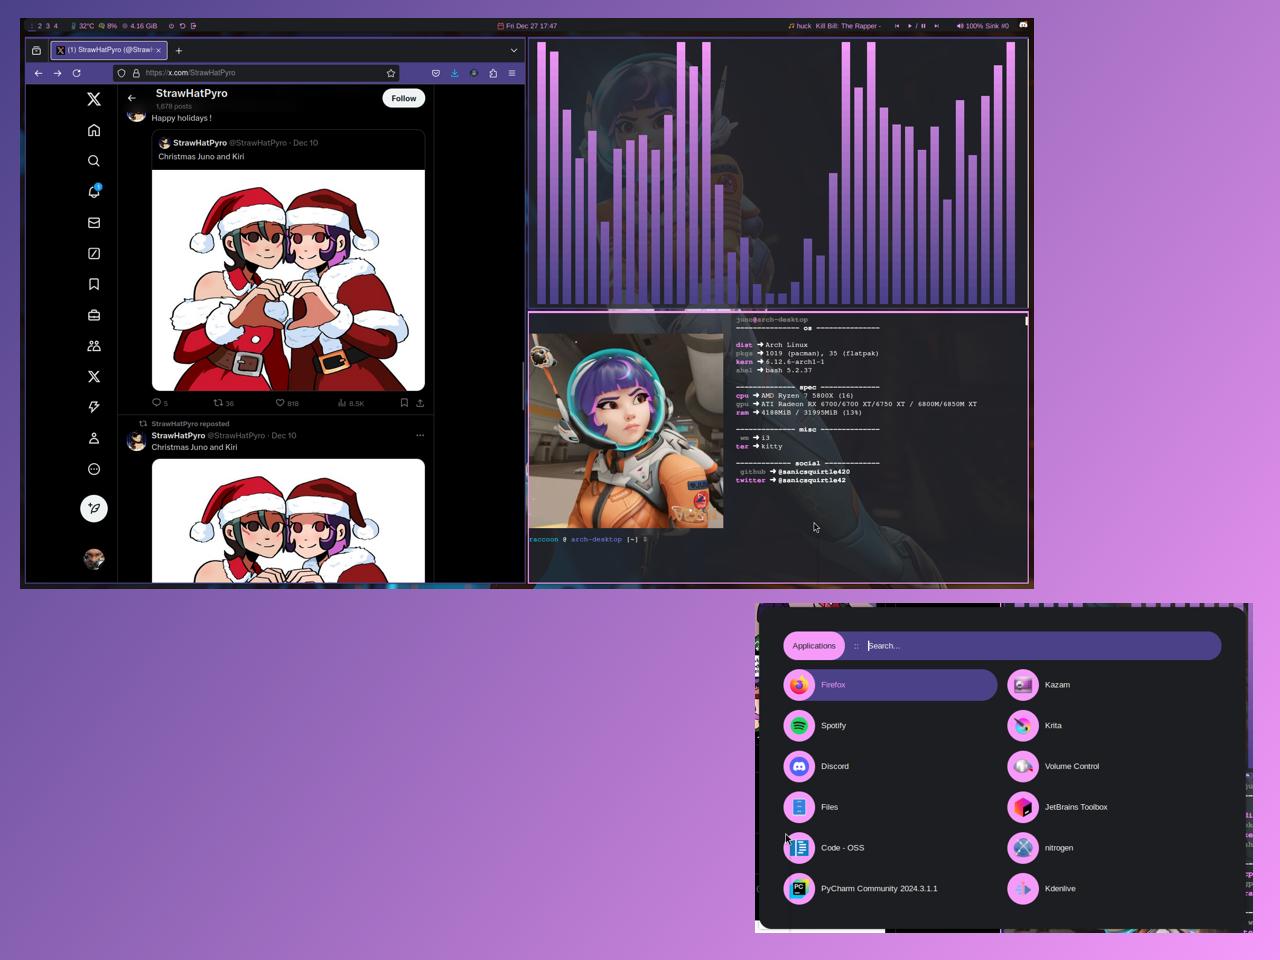 1 2 3 4 32°C 8% 4.16 GiB
Fri Dec 27 17:47
huck Kill Bill: The Rapper - / 100% Sink #0
(1) StrawHatPyro (@StrawH
https://x.com/StrawHatPyro
StrawHatPyro
1,678 posts
Follow
Happy holidays !
StrawHatPyro @StrawHatPyro · Dec 10
Christmas Juno and Kiri
5 36 818 8.5K
StrawHatPyro reposted
StrawHatPyro @StrawHatPyro · Dec 10
Christmas Juno and Kiri
juno@arch-desktop
-------------- os --------------
dist ➜ Arch Linux
pkgs ➜ 1019 (pacman), 35 (flatpak)
kern ➜ 6.12.6-arch1-1
shel ➜ bash 5.2.37
-------------- spec --------------
cpu ➜ AMD Ryzen 7 5800X (16)
gpu ➜ ATI Radeon RX 6700/6700 XT/6750 XT / 6800M/6850M XT
ram ➜ 4188MiB / 31995MiB (13%)
-------------- misc --------------
wm ➜ i3
ter ➜ kitty
------------ social ------------
github ➜ @sanicsquirtle420
twitter ➜ @sanicsquirtle42
raccoon @ arch-desktop [~] $
Applications :: Search...
Firefox
Kazam
Spotify
Krita
Discord
Volume Control
Files
JetBrains Toolbox
Code - OSS
nitrogen
PyCharm Community 2024.3.1.1
Kdenlive